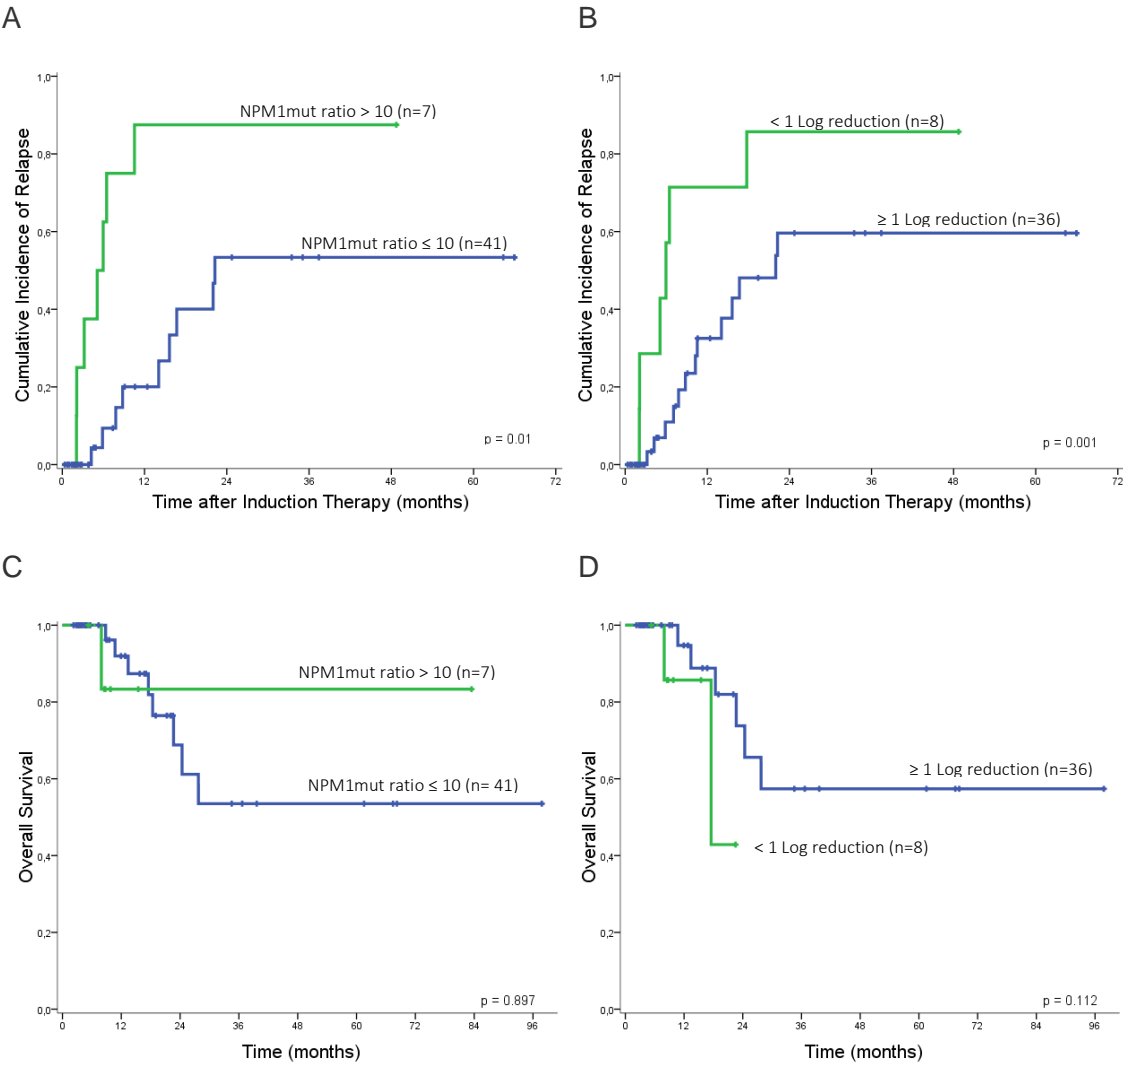 A
B
1,0
0,8
0,6
0,4
0,2
0,0
Cumulative Incidence of Relapse
NPM1mut ratio > 10 (n=7)
NPM1mut ratio ≤ 10 (n=41)
p = 0.01
0 12 24 36 48 60 72
Time after Induction Therapy (months)
1,0
0,8
0,6
0,4
0,2
0,0
Cumulative Incidence of Relapse
< 1 Log reduction (n=8)
≥ 1 Log reduction (n=36)
p = 0.001
0 12 24 36 48 60 72
Time after Induction Therapy (months)
C
D
1,0
0,8
0,6
0,4
0,2
0,0
Overall Survival
NPM1mut ratio > 10 (n=7)
NPM1mut ratio ≤ 10 (n= 41)
p = 0.897
0 12 24 36 48 60 72 84 96
Time (months)
1,0
0,8
0,6
0,4
0,2
0,0
Overall Survival
≥ 1 Log reduction (n=36)
< 1 Log reduction (n=8)
p = 0.112
0 12 24 36 48 60 72 84 96
Time (months)